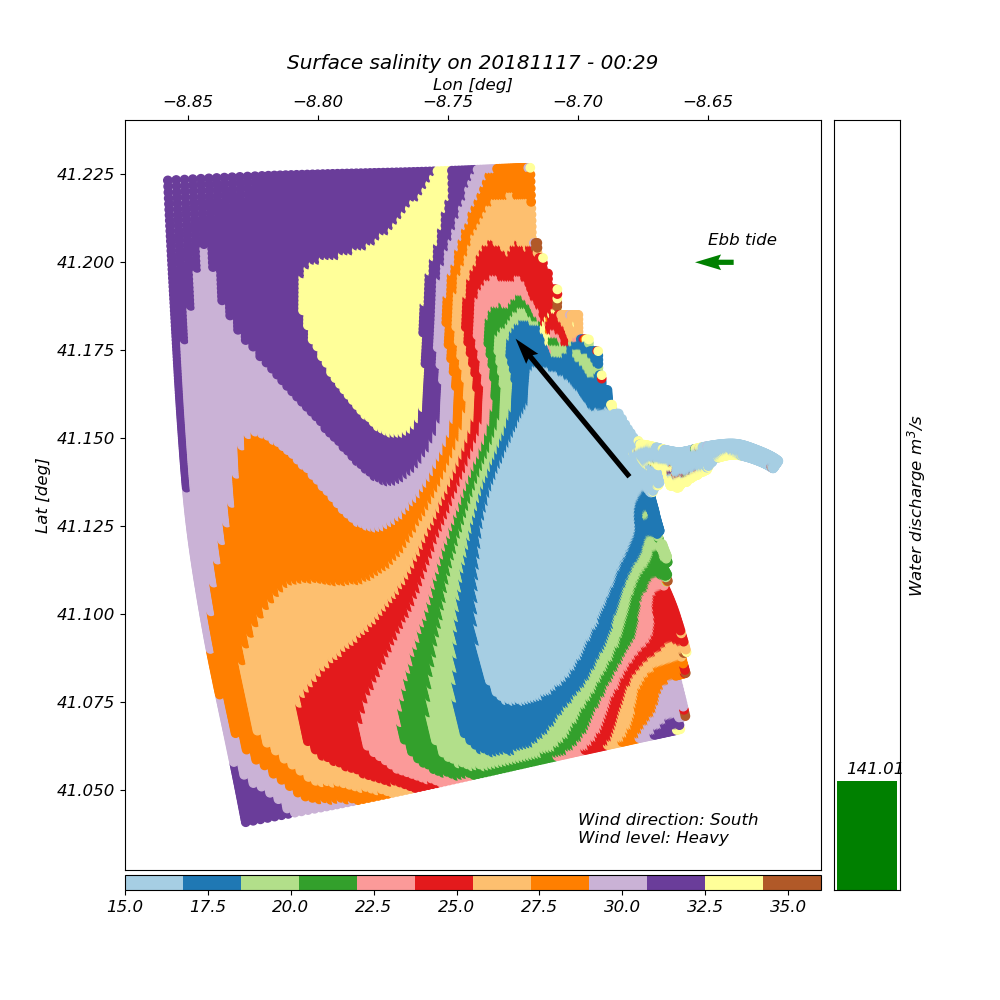 Surface salinity on 20181117 - 00:29
Lon [deg]
−8.85 −8.80 −8.75 −8.70 −8.65
41.225
41.200
41.175
41.150
41.125
41.100
41.075
41.050
Lat [deg]
Ebb tide
Wind direction: South
Wind level: Heavy
141.01
Water discharge m³/s
15.0 17.5 20.0 22.5 25.0 27.5 30.0 32.5 35.0